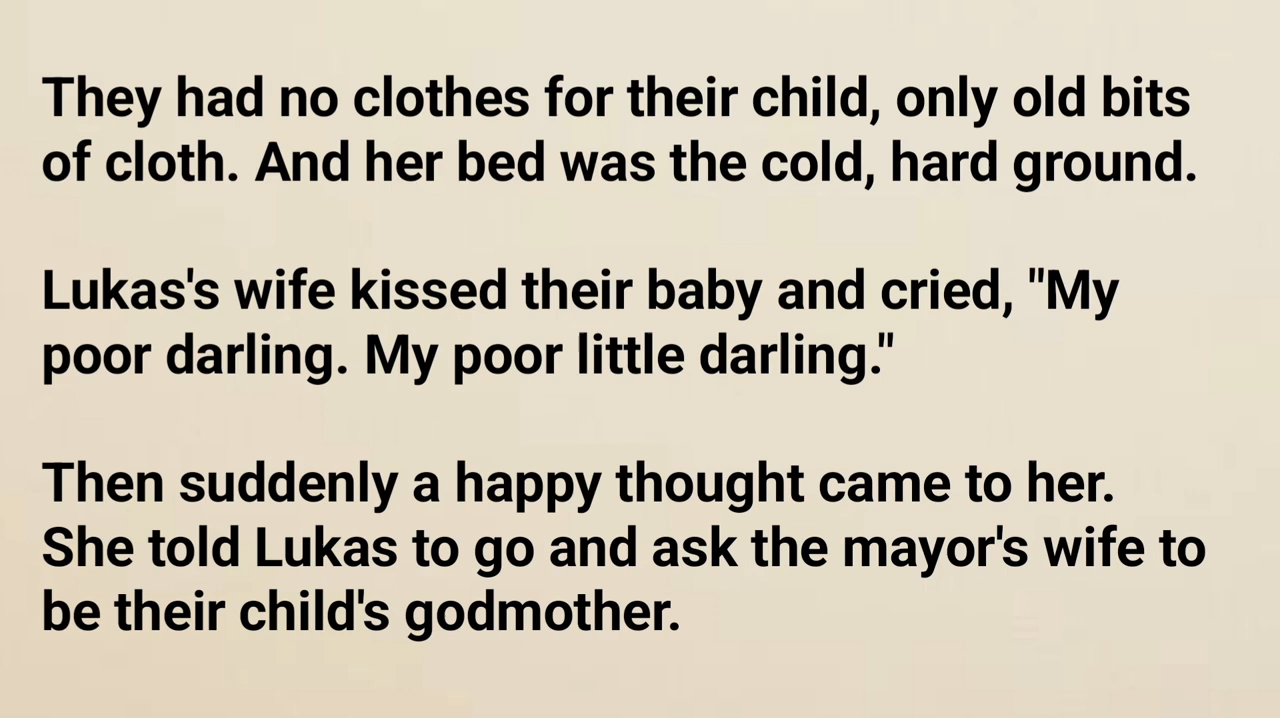 They had no clothes for their child, only old bits
of cloth. And her bed was the cold, hard ground.
Lukas's wife kissed their baby and cried, "My
poor darling. My poor little darling."
Then suddenly a happy thought came to her.
She told Lukas to go and ask the mayor's wife to
be their child's godmother.